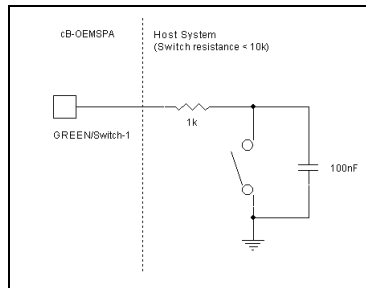 cB-OEMSPA
Host System
(Switch resistance < 10k)
1k
GREEN/Switch-1
100nF